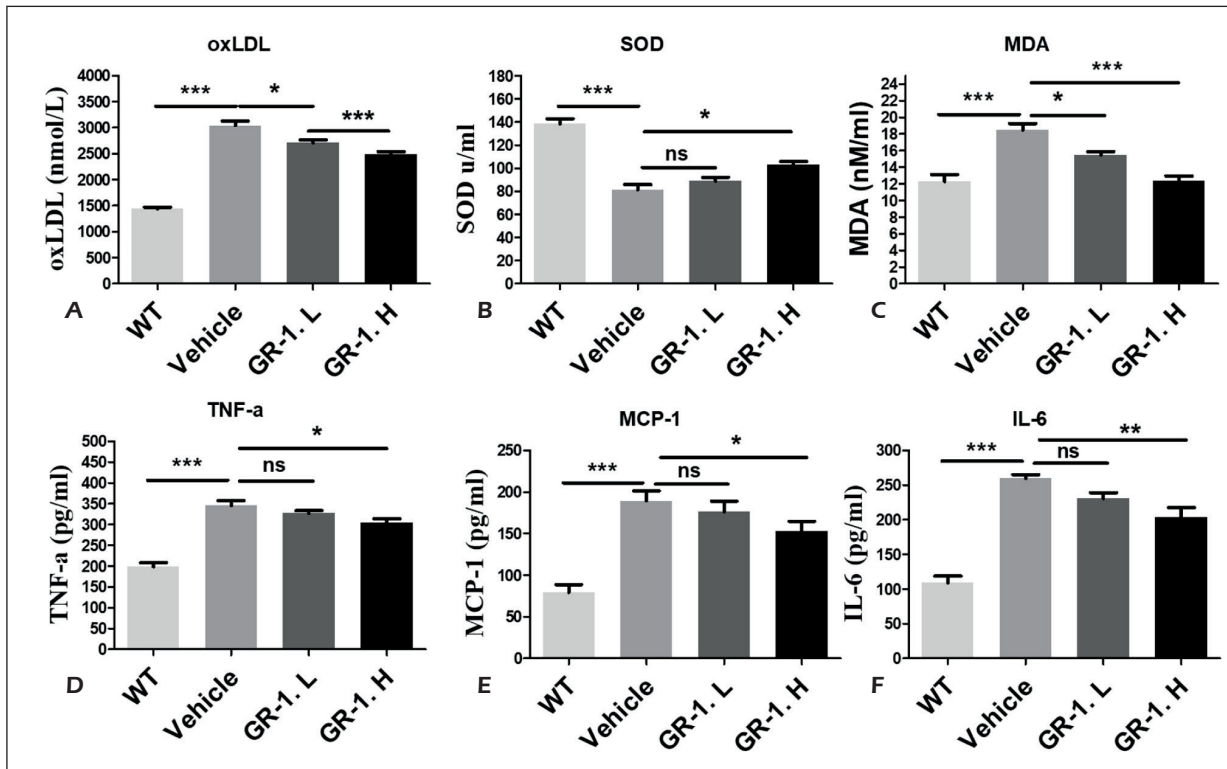 oxLDL
oxLDL (nmol/L)
4000
3500
3000
2500
2000
1500
1000
500
0
***
*
***
WT
Vehicle
GR-1. L
GR-1. H
A
SOD
SOD u/ml
180
160
140
120
100
80
60
40
20
0
***
*
ns
WT
Vehicle
GR-1. L
GR-1. H
B
MDA
MDA (nM/ml)
24
22
20
18
16
14
12
10
8
6
4
2
0
***
***
*
WT
Vehicle
GR-1. L
GR-1. H
C
TNF-a
TNF-a (pg/ml)
500
450
400
350
300
250
200
150
100
50
0
*
***
ns
WT
Vehicle
GR-1. L
GR-1. H
D
MCP-1
MCP-1 (pg/ml)
250
200
150
100
50
0
*
***
ns
WT
Vehicle
GR-1. L
GR-1. H
E
IL-6
IL-6 (pg/ml)
300
250
200
150
100
50
0
**
***
ns
WT
Vehicle
GR-1. L
GR-1. H
F